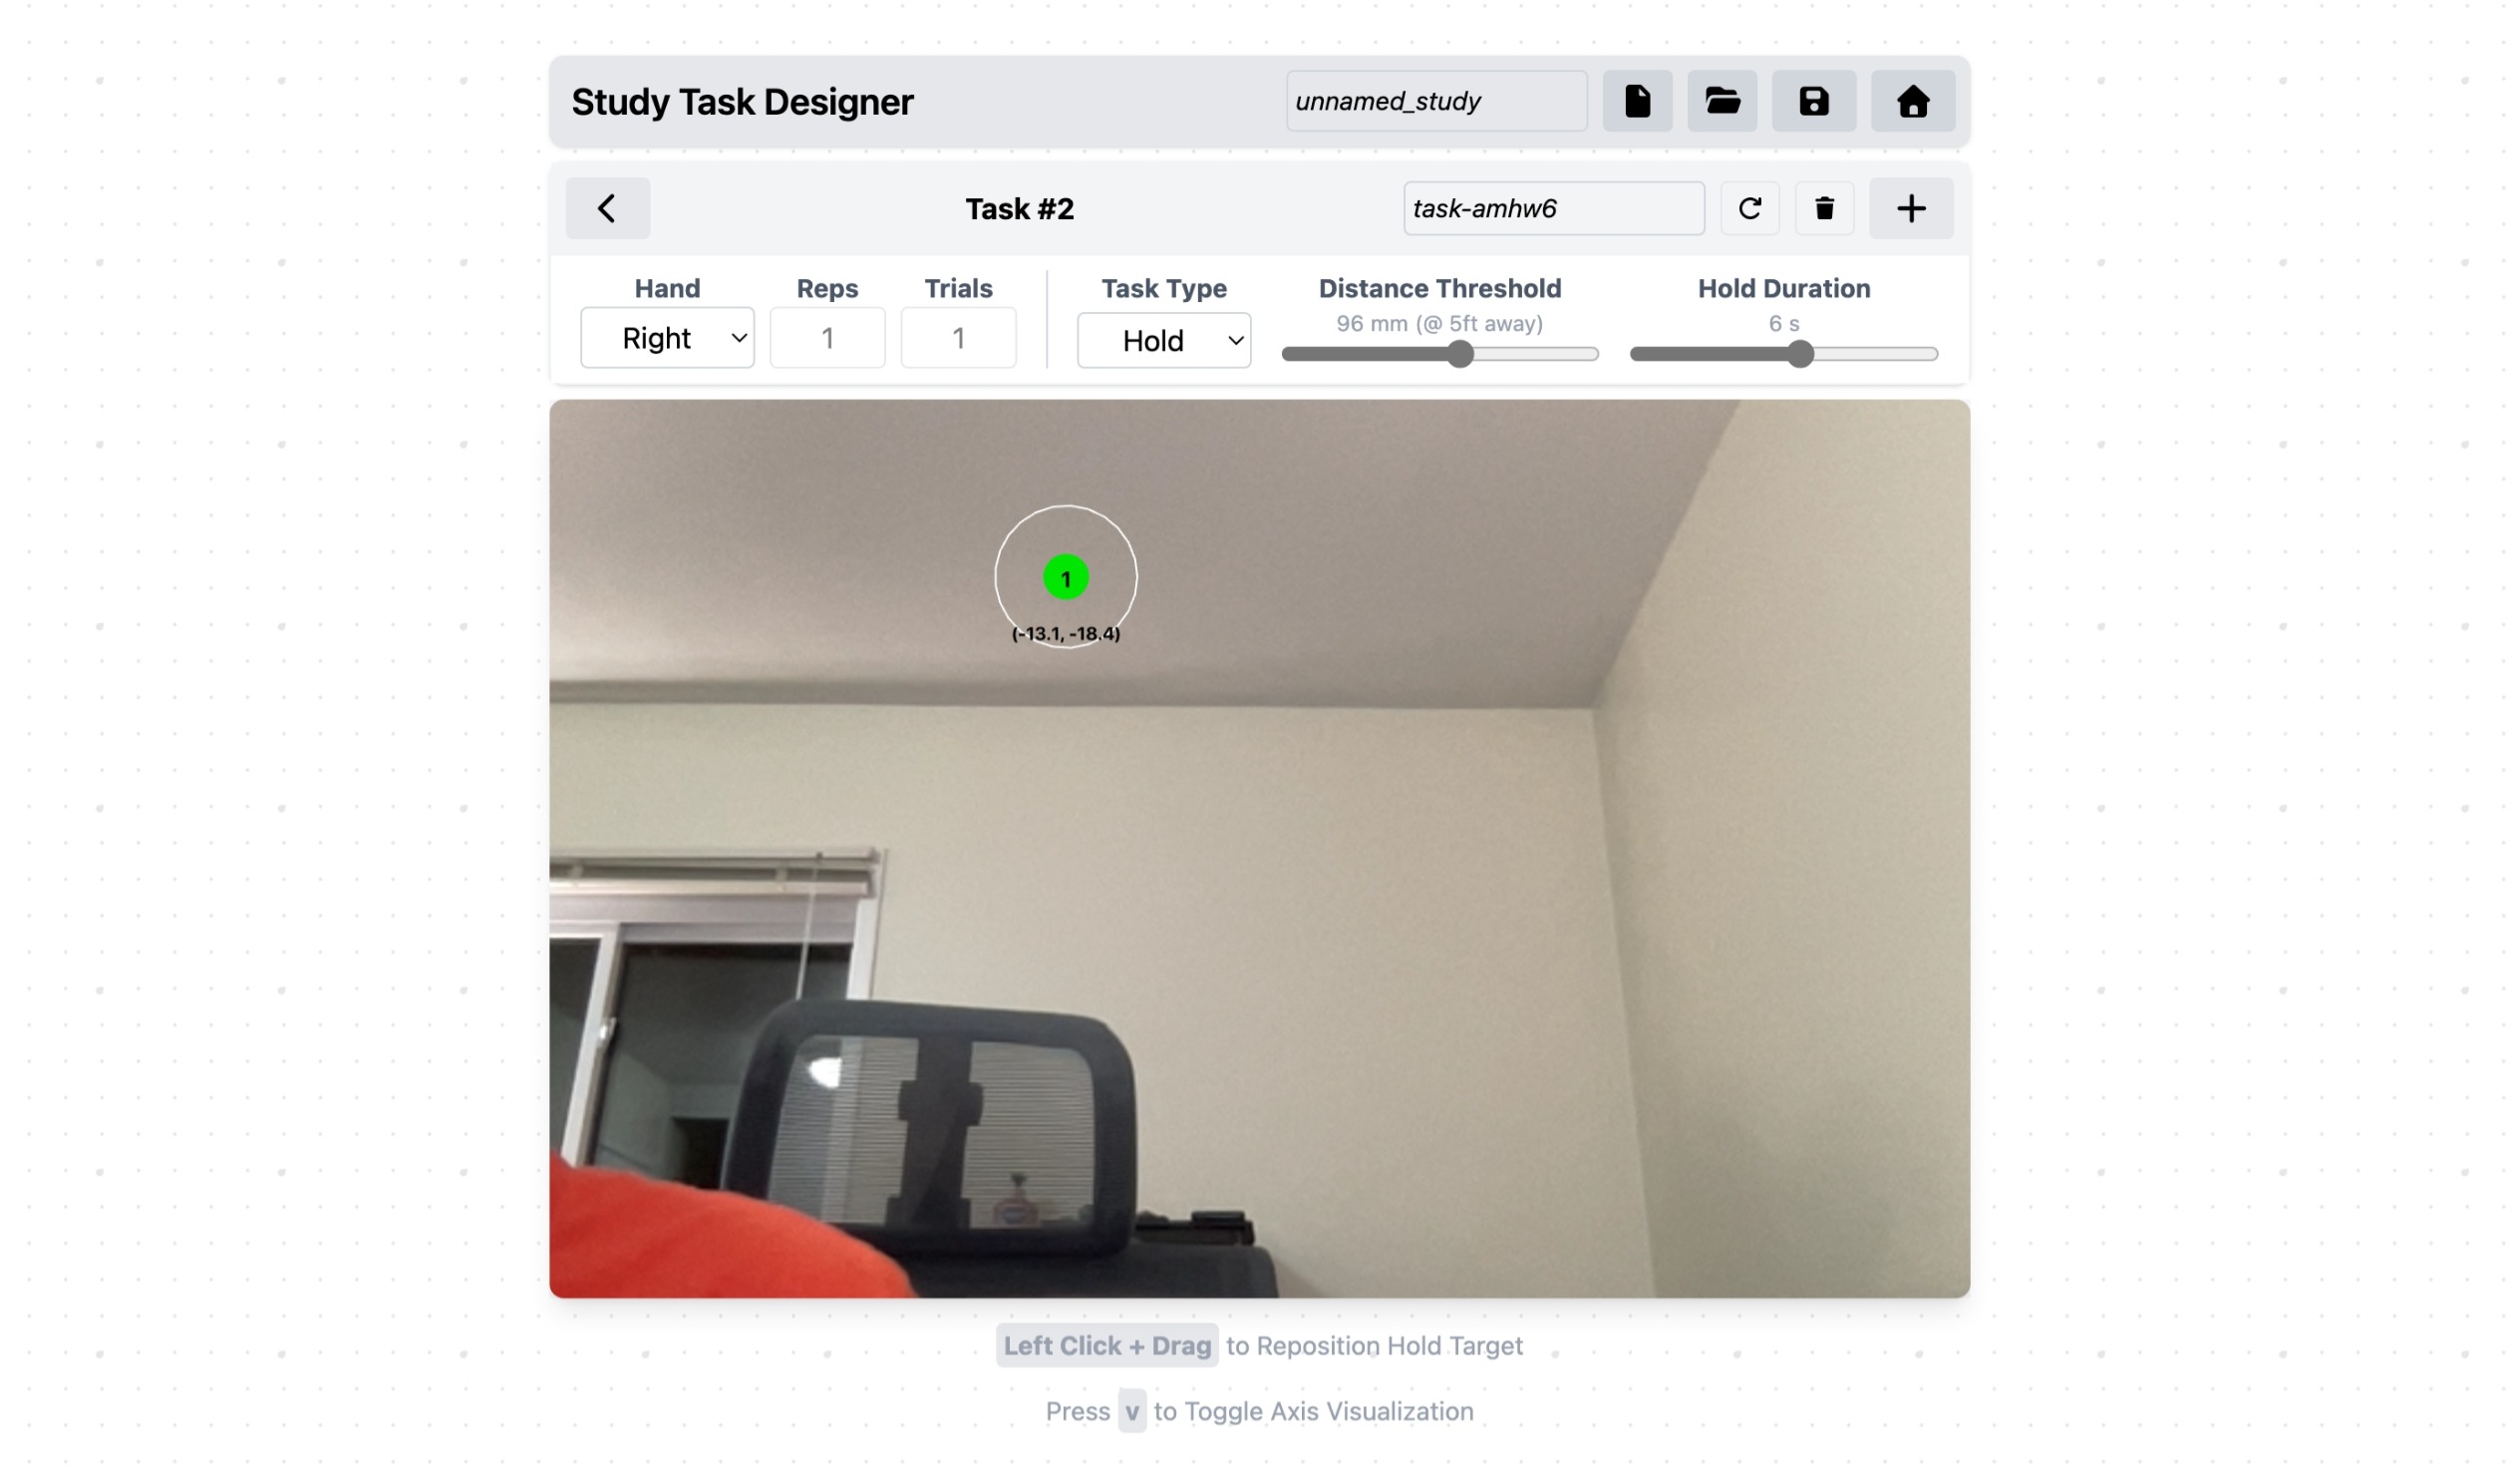 Study Task Designer unnamed_study
Task #2 task-amhw6
Hand Reps Trials Task Type Distance Threshold Hold Duration
96 mm (@ 5ft away) 6 s
Right 1 1 Hold
1
(-13.1, -18.4)
Left Click + Drag to Reposition Hold Target
Press v to Toggle Axis Visualization